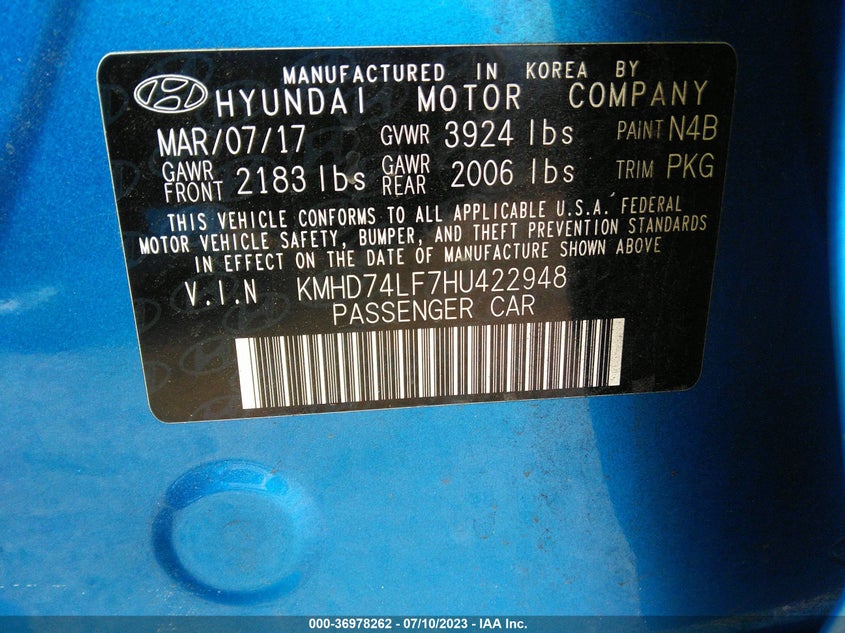 MANUFACTURED IN KOREA BY
HYUNDAI MOTOR COMPANY
MAR/07/17 GVWR 3924 lbs PAINT N4B
GAWR FRONT 2183 lbs GAWR REAR 2006 lbs TRIM PKG
THIS VEHICLE CONFORMS TO ALL APPLICABLE U.S.A. FEDERAL
MOTOR VEHICLE SAFETY, BUMPER, AND THEFT PREVENTION STANDARDS
IN EFFECT ON THE DATE OF MANUFACTURE SHOWN ABOVE
V.I.N KMHD74LF7HU422948
PASSENGER CAR
000-36978262 - 07/10/2023 - IAA Inc.